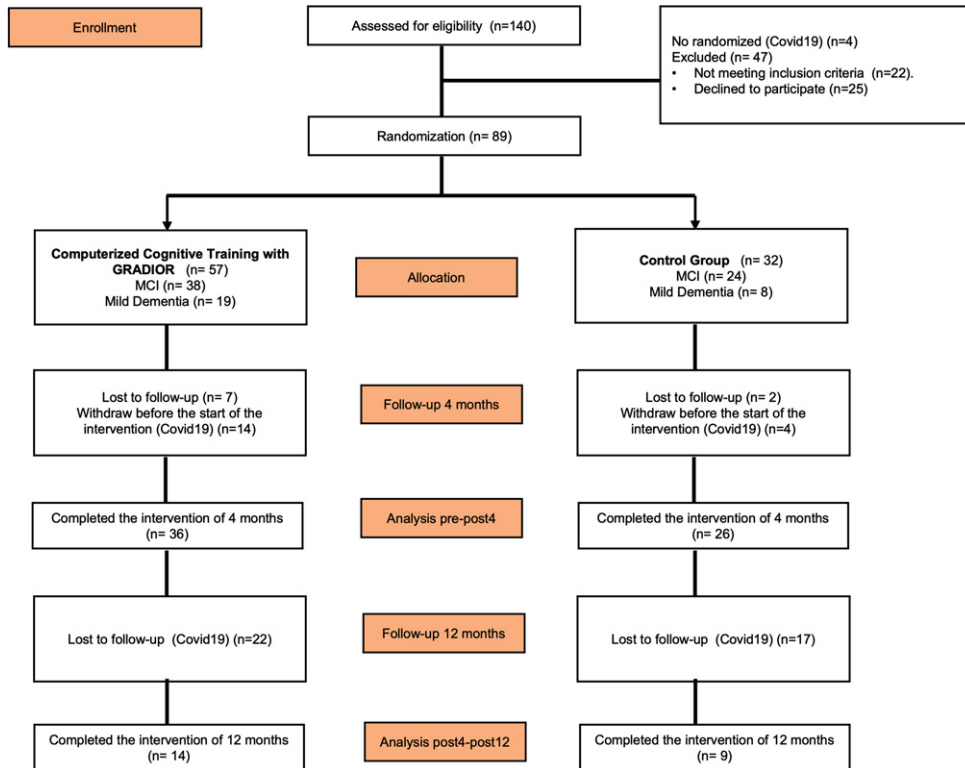 Enrollment
Assessed for eligibility (n=140)
No randomized (Covid19) (n=4)
Excluded (n= 47)
• Not meeting inclusion criteria (n=22).
• Declined to participate (n=25)
Randomization (n= 89)
Computerized Cognitive Training with
GRADIOR (n= 57)
MCI (n= 38)
Mild Dementia (n= 19)
Allocation
Control Group (n= 32)
MCI (n= 24)
Mild Dementia (n= 8)
Lost to follow-up (n= 7)
Withdraw before the start of the
intervention (Covid19) (n=14)
Follow-up 4 months
Lost to follow-up (n= 2)
Withdraw before the start of the
intervention (Covid19) (n=4)
Completed the intervention of 4 months
(n= 36)
Analysis pre-post4
Completed the intervention of 4 months
(n= 26)
Lost to follow-up (Covid19) (n=22)
Follow-up 12 months
Lost to follow-up (Covid19) (n=17)
Completed the intervention of 12 months
(n= 14)
Analysis post4-post12
Completed the intervention of 12 months
(n= 9)